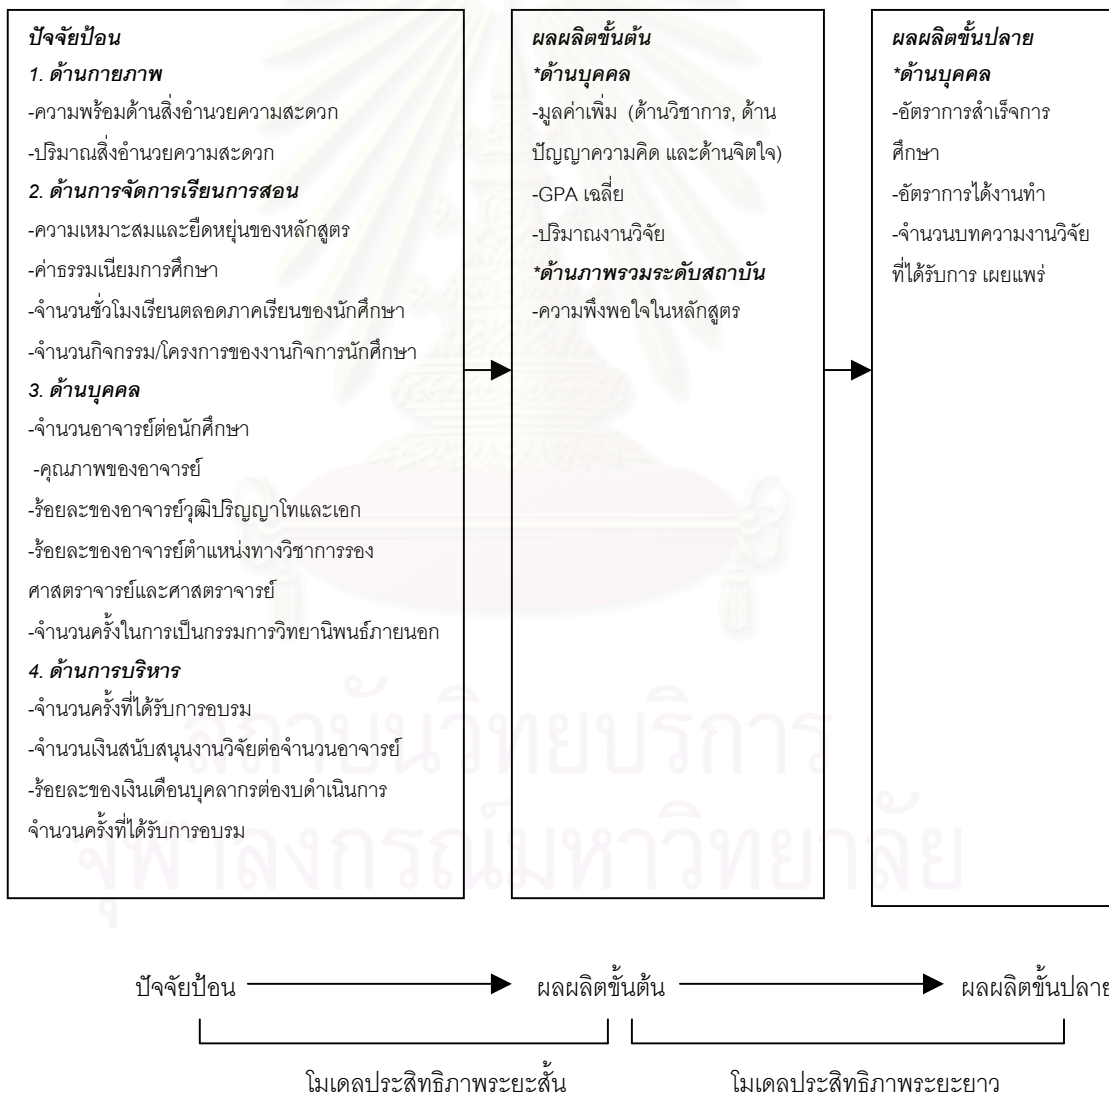 ปัจจัยป้อน
1. ด้านกายภาพ
-ความพร้อมด้านสิ่งอำนวยความสะดวก
-ปริมาณสิ่งอำนวยความสะดวก
2. ด้านการจัดการเรียนการสอน
-ความเหมาะสมและยืดหยุ่นของหลักสูตร
-ค่าธรรมเนียมการศึกษา
-จำนวนชั่วโมงเรียนตลอดภาคเรียนของนักศึกษา
-จำนวนกิจกรรม/โครงการของงานกิจการนักศึกษา
3. ด้านบุคคล
-จำนวนอาจารย์ต่อนักศึกษา
-คุณภาพของอาจารย์
-ร้อยละของอาจารย์วุฒิปริญญาโทและเอก
-ร้อยละของอาจารย์ตำแหน่งทางวิชาการรอง
ศาสตราจารย์และศาสตราจารย์
-จำนวนครั้งในการเป็นกรรมการวิทยานิพนธ์ภายนอก
4. ด้านการบริหาร
-จำนวนครั้งที่ได้รับการอบรม
-จำนวนเงินสนับสนุนงานวิจัยต่อจำนวนอาจารย์
-ร้อยละของเงินเดือนบุคลากรต่องบดำเนินการ
จำนวนครั้งที่ได้รับการอบรม
ผลผลิตขั้นต้น
*ด้านบุคคล
-มูลค่าเพิ่ม (ด้านวิชาการ, ด้าน
ปัญญาความคิด และด้านจิตใจ)
-GPA เฉลี่ย
-ปริมาณงานวิจัย
*ด้านภาพรวมระดับสถาบัน
-ความพึงพอใจในหลักสูตร
ผลผลิตขั้นปลาย
*ด้านบุคคล
-อัตราการสำเร็จการ
ศึกษา
-อัตราการได้งานทำ
-จำนวนบทความงานวิจัย
ที่ได้รับการ เผยแพร่
สถาบันวิทยบริการ
จุฬาลงกรณ์มหาวิทยาลัย
ปัจจัยป้อน ผลผลิตขั้นต้น ผลผลิตขั้นปลาย
โมเดลประสิทธิภาพระยะสั้น โมเดลประสิทธิภาพระยะยาว